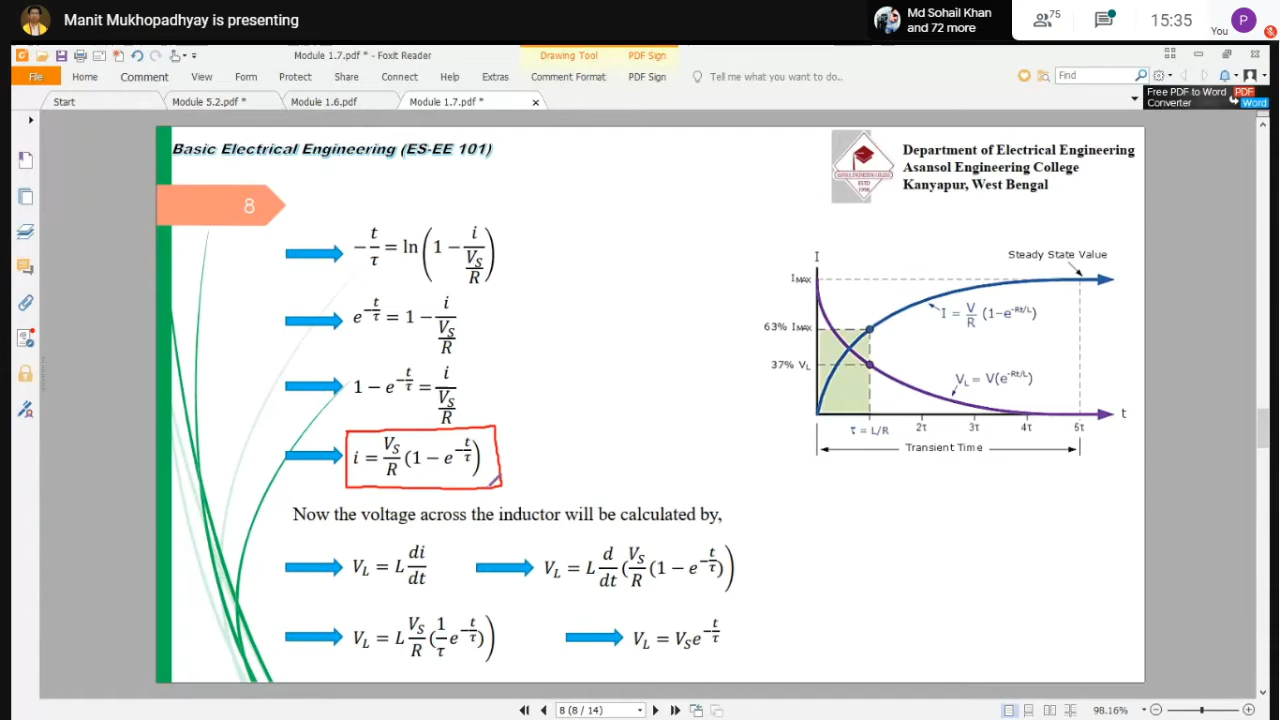 Manit Mukhopadhyay is presenting
Md Sohail Khan
and 72 more
75
15:35
You
P
Module 1.7.pdf * - Foxit Reader
Drawing Tool
PDF Sign
File
Home
Comment
View
Form
Protect
Share
Connect
Help
Extras
Comment Format
PDF Sign
Tell me what you want to do..
Find
Start
Module 5.2.pdf *
Module 1.6.pdf
Module 1.7.pdf *
Free PDF to Word
Converter
PDF
Word
Basic Electrical Engineering (ES-EE 101)
Department of Electrical Engineering
Asansol Engineering College
Kanyapur, West Bengal
8
−t/τ = ln(1 − i/(V_S/R))
e^(−t/τ) = 1 − i/(V_S/R)
1 − e^(−t/τ) = i/(V_S/R)
i = V_S/R (1 − e^(−t/τ))
I
Steady State Value
IMAX
I = V/R (1-e^-Rt/L)
63% IMAX
37% VL
VL = V(e^-Rt/L)
t
τ = L/R
2τ
3τ
4τ
5τ
Transient Time
Now the voltage across the inductor will be calculated by,
V_L = L di/dt
V_L = L d/dt (V_S/R (1 − e^(−t/τ))
V_L = L V_S/R (1/τ e^(−t/τ)))
V_L = V_S e^(−t/τ)
8 (8 / 14)
98.16%